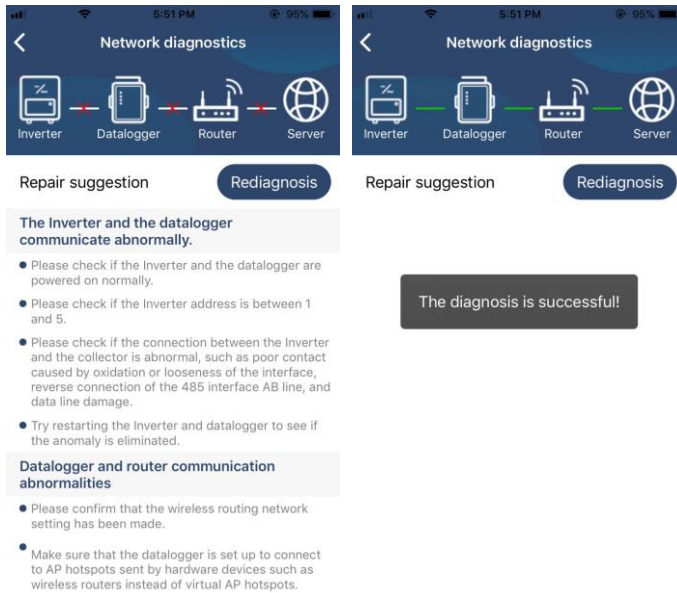 5:51 PM 95%
Network diagnostics
Inverter Datalogger Router Server
Repair suggestion Rediagnosis
The Inverter and the datalogger
communicate abnormally.
Please check if the Inverter and the datalogger are
powered on normally.
Please check if the Inverter address is between 1
and 5.
Please check if the connection between the Inverter
and the collector is abnormal, such as poor contact
caused by oxidation or looseness of the interface,
reverse connection of the 485 interface AB line, and
data line damage.
Try restarting the Inverter and datalogger to see if
the anomaly is eliminated.
Datalogger and router communication
abnormalities
Please confirm that the wireless routing network
setting has been made.
Make sure that the datalogger is set up to connect
to AP hotspots sent by hardware devices such as
wireless routers instead of virtual AP hotspots.
5:51 PM 95%
Network diagnostics
Inverter Datalogger Router Server
Repair suggestion Rediagnosis
The diagnosis is successful!